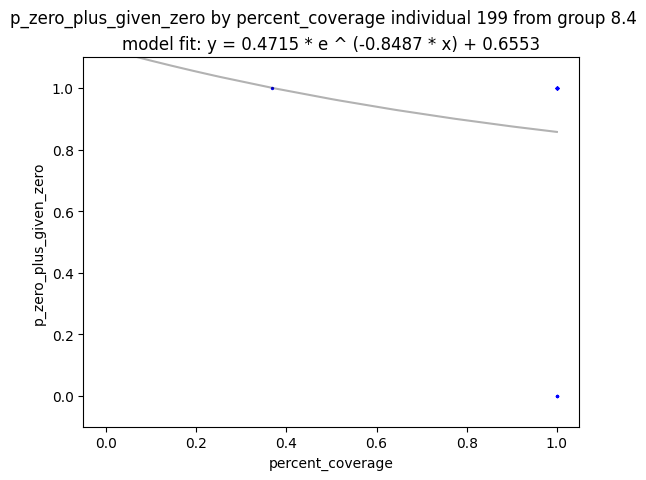 p_zero_plus_given_zero by percent_coverage individual 199 from group 8.4
model fit: y = 0.4715 * e ^ (-0.8487 * x) + 0.6553
1.0
0.8
0.6
0.4
0.2
0.0
p_zero_plus_given_zero
0.0 0.2 0.4 0.6 0.8 1.0
percent_coverage